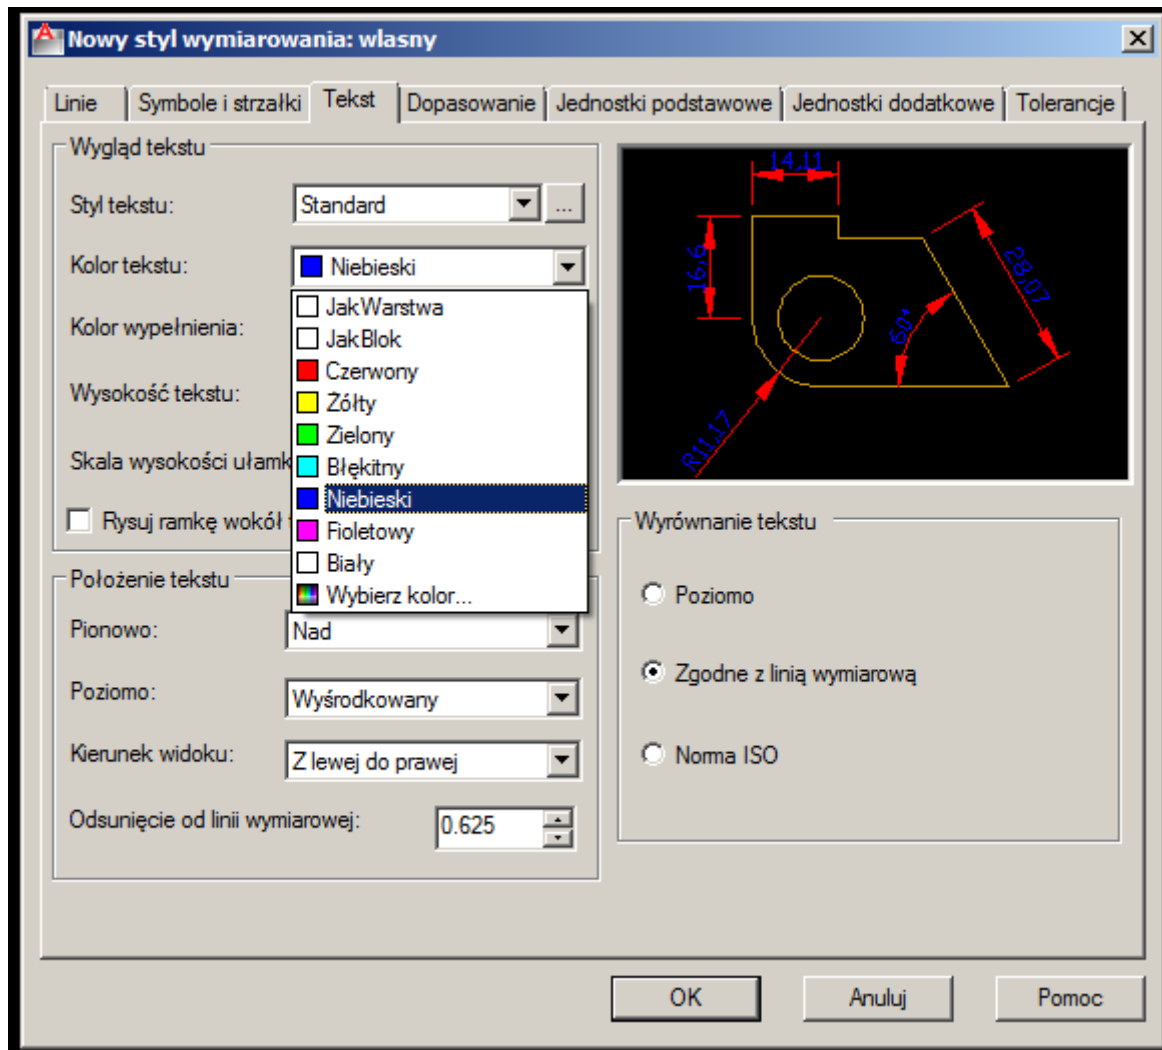 Nowy styl wymiarowania: wlasny
Linie Symbole i strzałki Tekst Dopasowanie Jednostki podstawowe Jednostki dodatkowe Tolerancje
Wygląd tekstu
Styl tekstu: Standard ...
Kolor tekstu: Niebieski
JakWarstwa
JakBlok
Kolor wypełnienia:
Czerwony
Wysokość tekstu:
Żółty
Zielony
Skala wysokości ułamk
Błękitny
Niebieski
Rysuj ramkę wokół
Fioletowy
Biały
Wybierz kolor...
Położenie tekstu
Pionowo: Nad
Poziomo: Wyśrodkowany
Kierunek widoku: Z lewej do prawej
Odsunięcie od linii wymiarowej: 0.625
14,11
16,6
28,07
60°
R11,17
Wyrównanie tekstu
Poziomo
Zgodne z linią wymiarową
Norma ISO
OK Anuluj Pomoc